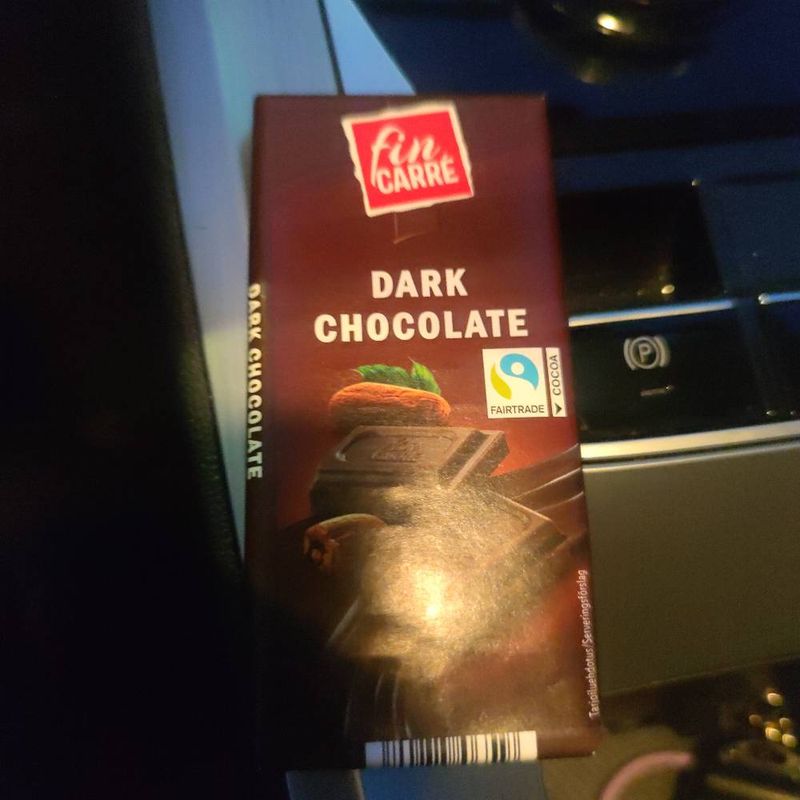 fin
CARRÉ
DARK
CHOCOLATE
FAIRTRADE
COCOA
DARK CHOCOLATE
Tarjoiluehdotus/Serveringsförslag
P